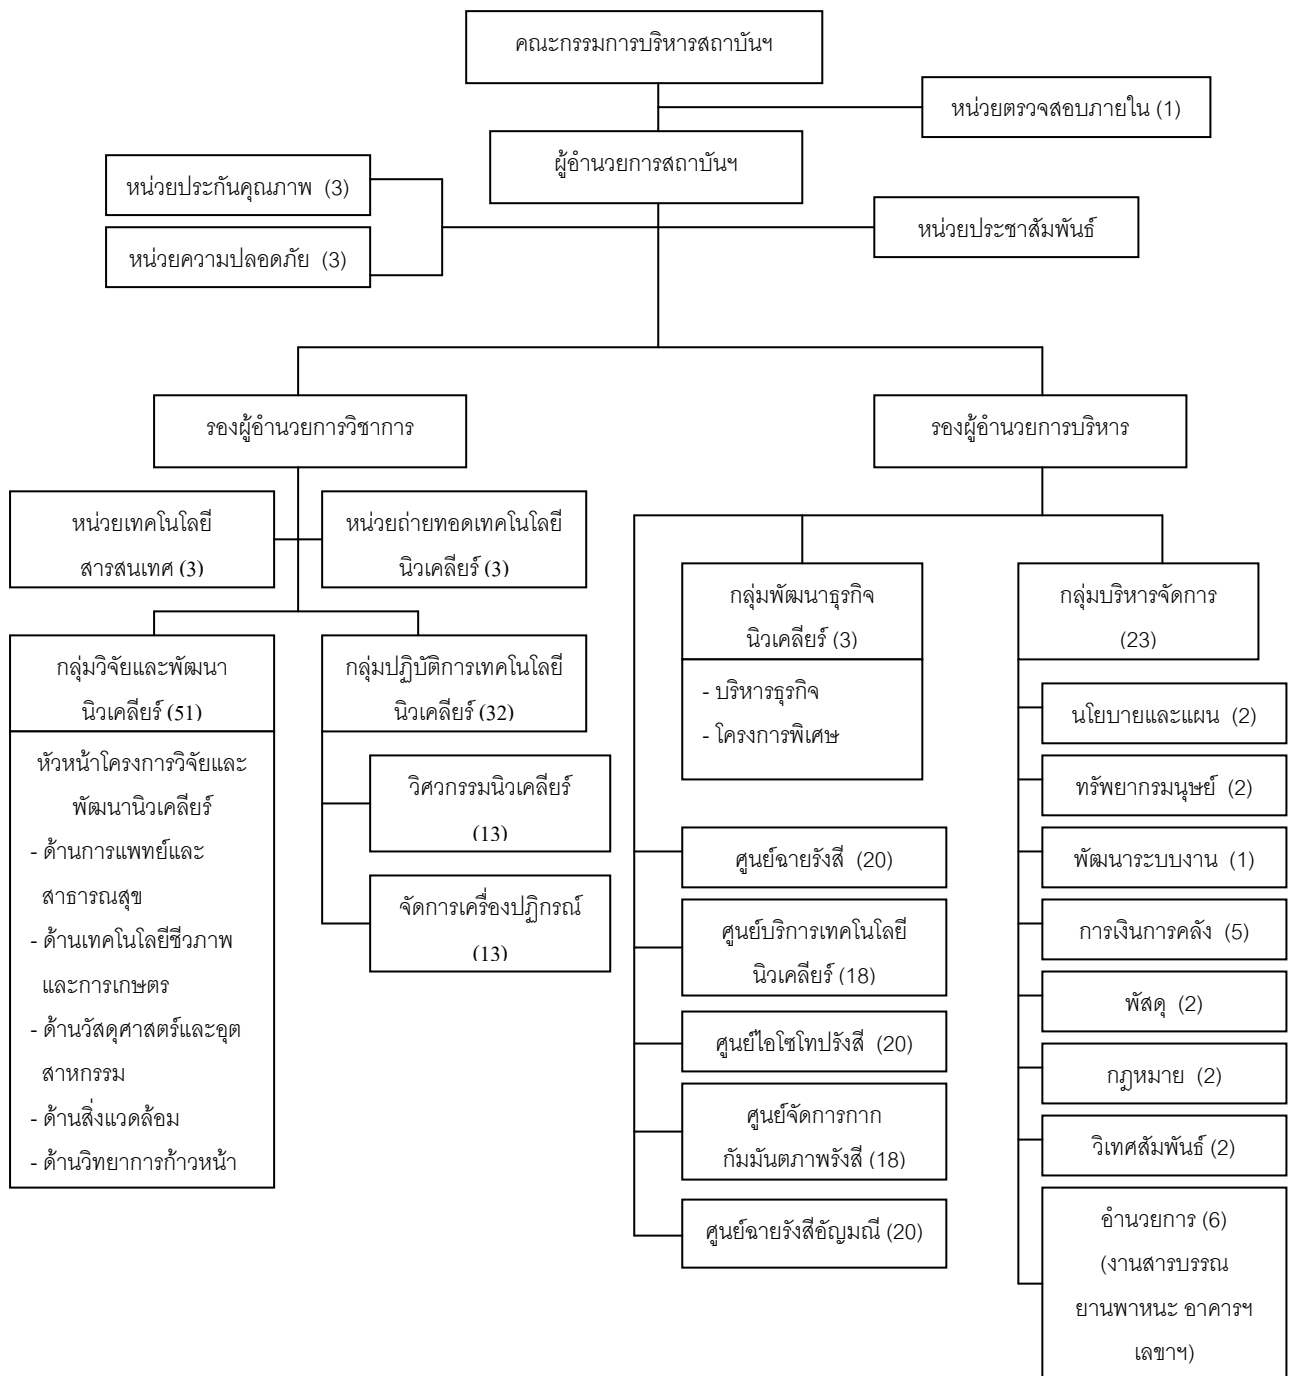 คณะกรรมการบริหารสถาบันฯ
หน่วยตรวจสอบภายใน (1)
ผู้อำนวยการสถาบันฯ
หน่วยประกันคุณภาพ (3)
หน่วยความปลอดภัย (3)
หน่วยประชาสัมพันธ์
รองผู้อำนวยการวิชาการ
รองผู้อำนวยการบริหาร
หน่วยเทคโนโลยี
สารสนเทศ (3)
หน่วยถ่ายทอดเทคโนโลยี
นิวเคลียร์ (3)
กลุ่มวิจัยและพัฒนา
นิวเคลียร์ (51)
หัวหน้าโครงการวิจัยและ
พัฒนานิวเคลียร์
- ด้านการแพทย์และ
สาธารณสุข
- ด้านเทคโนโลยีชีวภาพ
และการเกษตร
- ด้านวัสดุศาสตร์และอุต
สาหกรรม
- ด้านสิ่งแวดล้อม
- ด้านวิทยาการก้าวหน้า
กลุ่มปฏิบัติการเทคโนโลยี
นิวเคลียร์ (32)
วิศวกรรมนิวเคลียร์
(13)
จัดการเครื่องปฏิกรณ์
(13)
กลุ่มพัฒนาธุรกิจ
นิวเคลียร์ (3)
- บริหารธุรกิจ
- โครงการพิเศษ
ศูนย์ฉายรังสี (20)
ศูนย์บริการเทคโนโลยี
นิวเคลียร์ (18)
ศูนย์ไอโซโทปรังสี (20)
ศูนย์จัดการกาก
กัมมันตภาพรังสี (18)
ศูนย์ฉายรังสีอัญมณี (20)
กลุ่มบริหารจัดการ
(23)
นโยบายและแผน (2)
ทรัพยากรมนุษย์ (2)
พัฒนาระบบงาน (1)
การเงินการคลัง (5)
พัสดุ (2)
กฎหมาย (2)
วิเทศสัมพันธ์ (2)
อำนวยการ (6)
(งานสารบรรณ
ยานพาหนะ อาคารฯ
เลขาฯ)